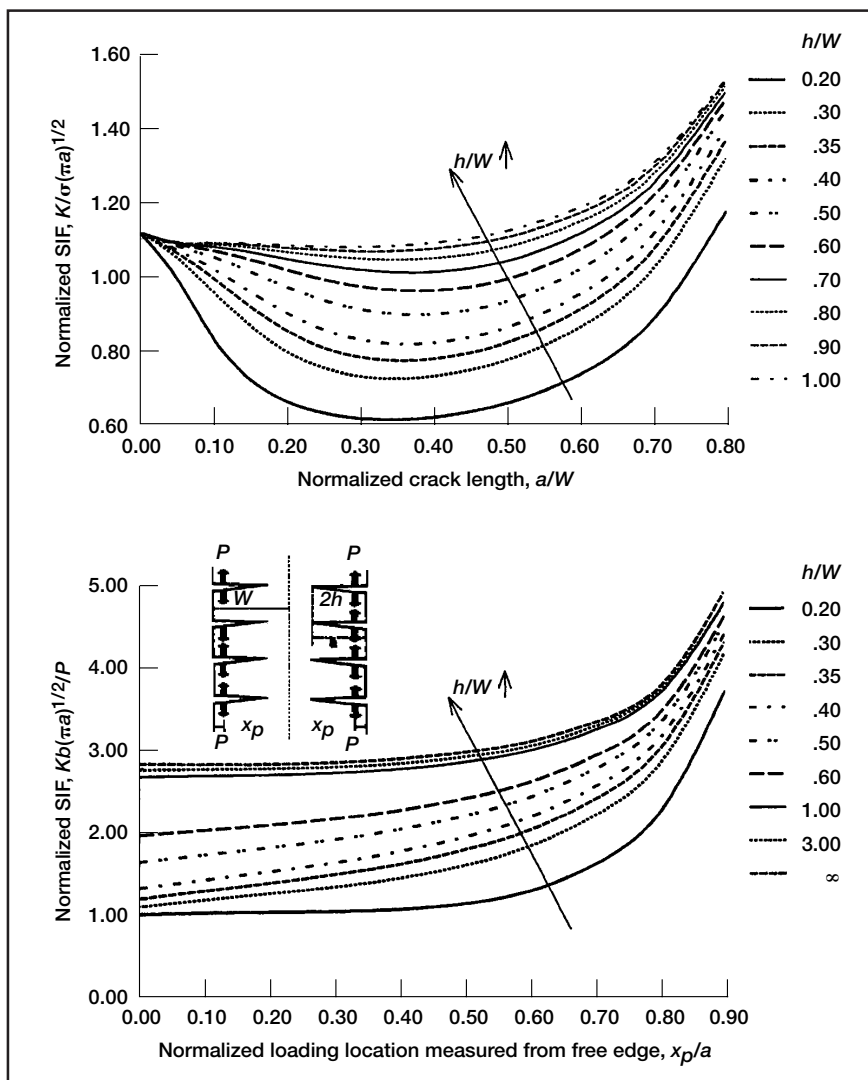 h/W
1.60
1.40
1.20
1.00
0.80
0.60
Normalized SIF, K/σ(πa)1/2
h/W
0.20
.30
.35
.40
.50
.60
.70
.80
.90
1.00
0.00 0.10 0.20 0.30 0.40 0.50 0.60 0.70 0.80
Normalized crack length, a/W
h/W
5.00
4.00
3.00
2.00
1.00
0.00
Normalized SIF, Kb(πa)1/2/P
P P
W 2h
xp xp
P P
h/W
0.20
.30
.35
.40
.50
.60
1.00
3.00
∞
0.00 0.10 0.20 0.30 0.40 0.50 0.60 0.70 0.80 0.90
Normalized loading location measured from free edge, xp/a